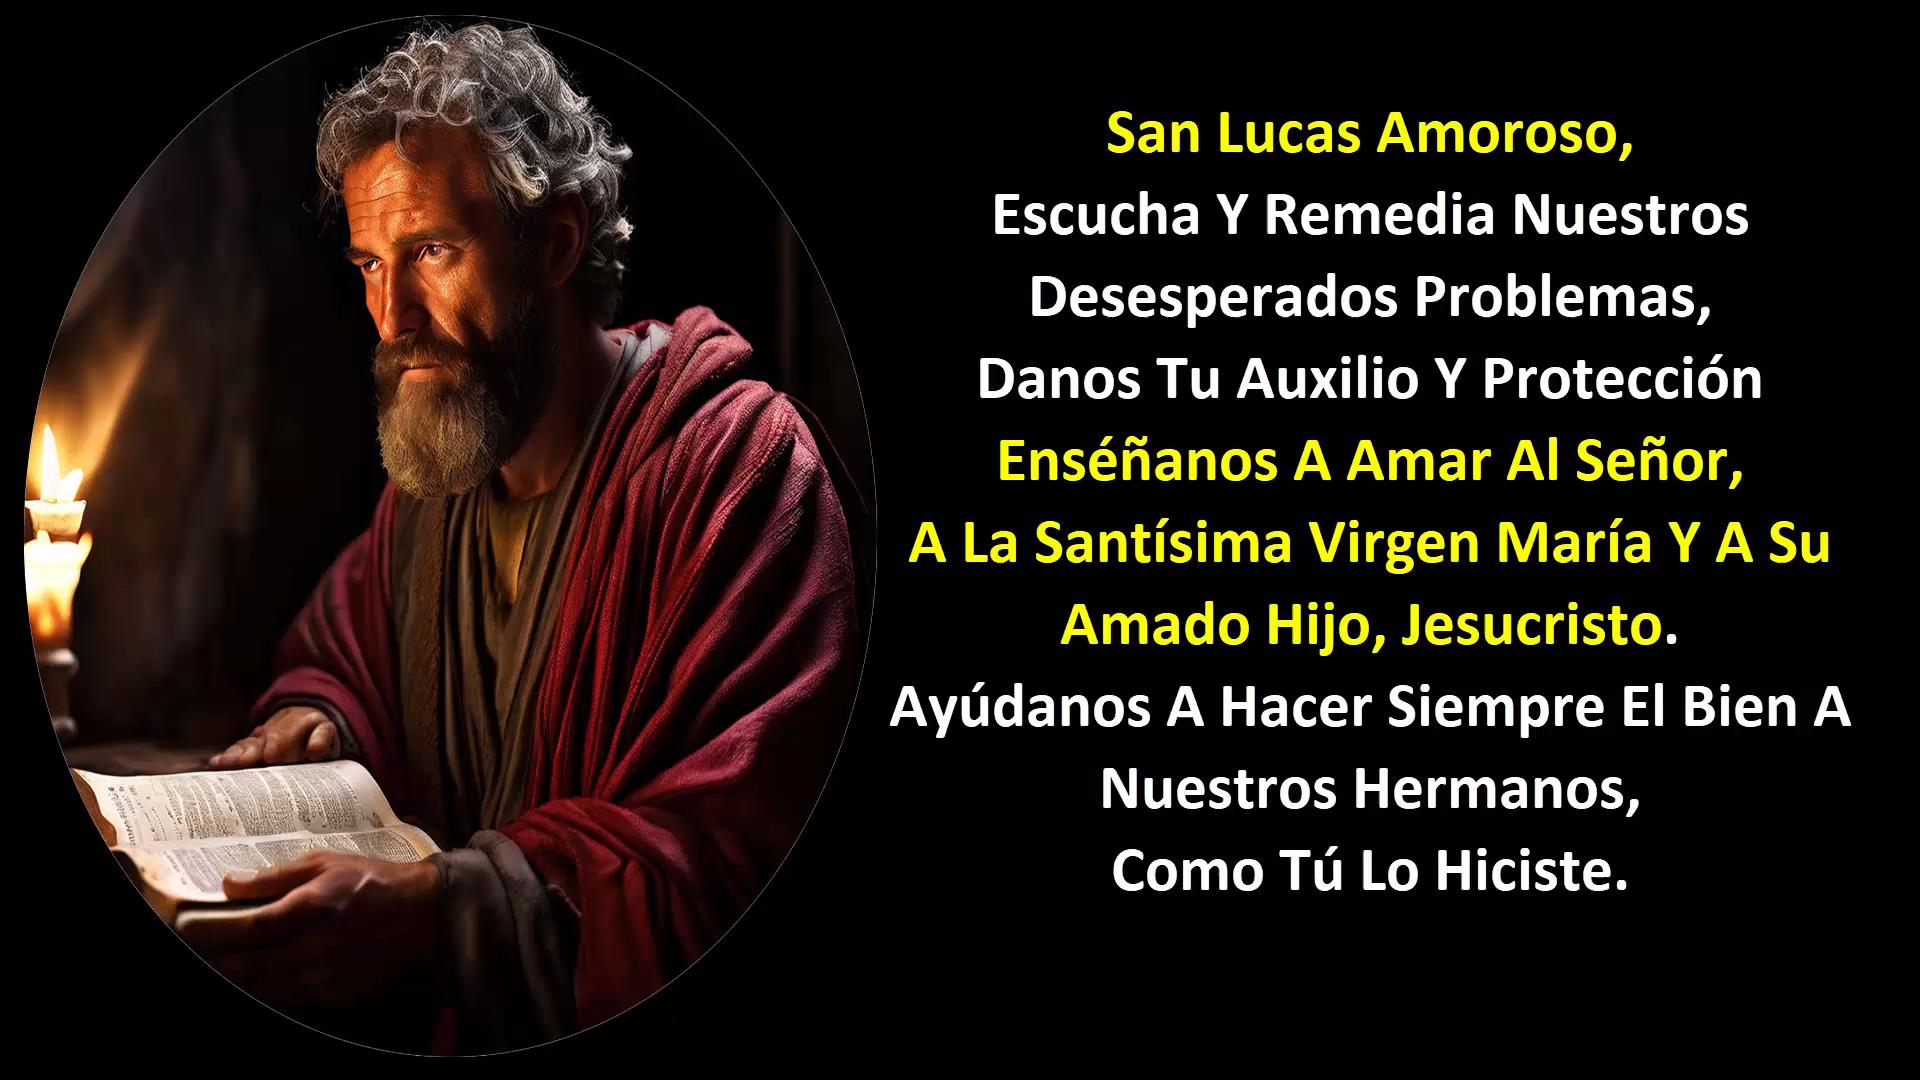 San Lucas Amoroso,
Escucha Y Remedia Nuestros
Desesperados Problemas,
Danos Tu Auxilio Y Protección
Enséñanos A Amar Al Señor,
A La Santísima Virgen María Y A Su
Amado Hijo, Jesucristo.
Ayúdanos A Hacer Siempre El Bien A
Nuestros Hermanos,
Como Tú Lo Hiciste.